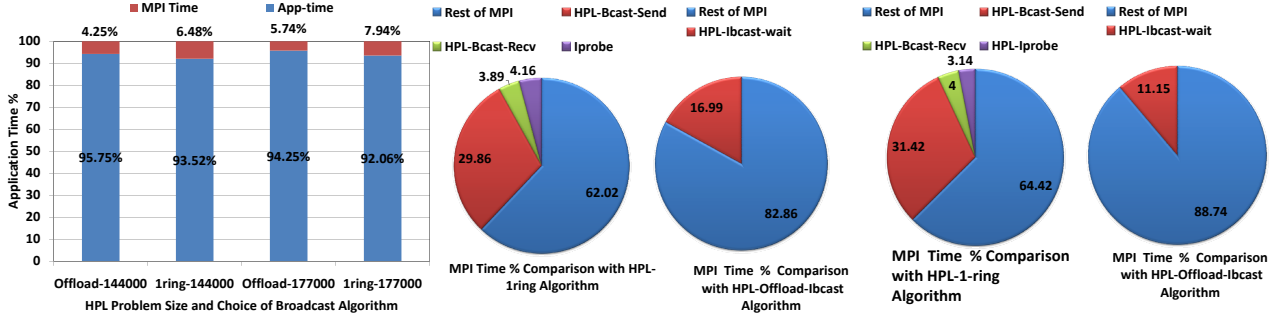 MPI Time
App-time
4.25%
6.48%
5.74%
7.94%
100
90
80
70
60
50
40
30
20
10
0
Application Time %
95.75%
93.52%
94.25%
92.06%
Offload-144000
1ring-144000
Offload-177000
1ring-177000
HPL Problem Size and Choice of Broadcast Algorithm
Rest of MPI
HPL-Bcast-Send
HPL-Bcast-Recv
Iprobe
3.89
4.16
29.86
62.02
MPI Time % Comparison with HPL-
1ring Algorithm
Rest of MPI
HPL-Ibcast-wait
16.99
82.86
MPI Time % Comparison
with HPL-Offload-Ibcast
Algorithm
Rest of MPI
HPL-Bcast-Send
HPL-Bcast-Recv
HPL-Iprobe
3.14
4
31.42
64.42
MPI Time % Comparison
with HPL-1-ring
Algorithm
Rest of MPI
HPL-Ibcast-wait
11.15
88.74
MPI Time % Comparison
with HPL-Offload-Ibcast
Algorithm